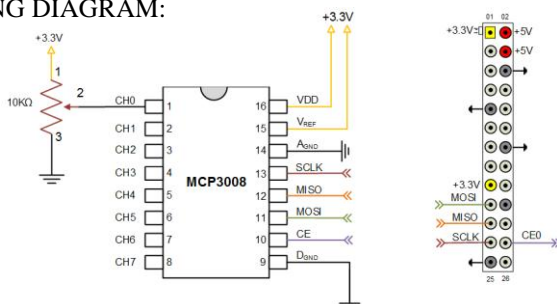 NG DIAGRAM:
+3.3V
+3.3V
1
2
3
10KΩ
CH0
CH1
CH2
CH3
CH4
CH5
CH6
CH7
1
2
3
4
5
6
7
8
MCP3008
16
15
14
13
12
11
10
9
VDD
VREF
AGND
SCLK
MISO
MOSI
CE
DGND
01 02
+3.3V
+5V
+5V
+3.3V
MOSI
MISO
SCLK
CE0
25 26